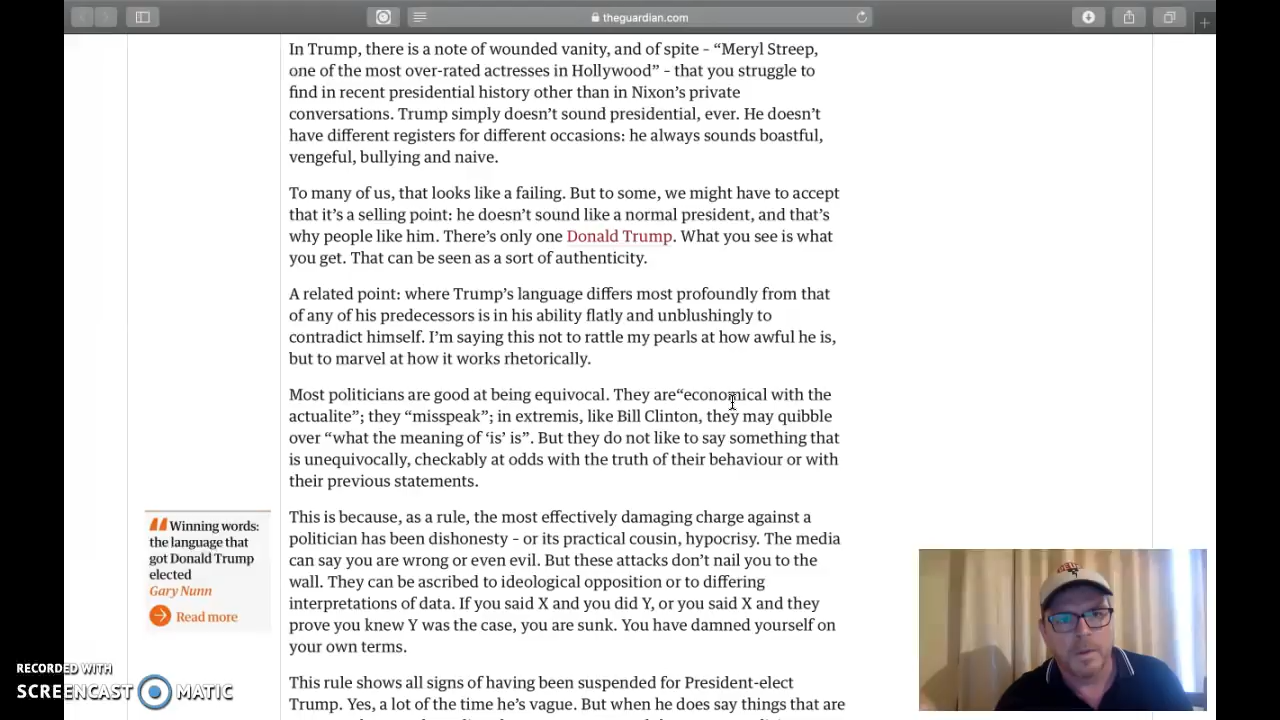 theguardian.com
In Trump, there is a note of wounded vanity, and of spite – “Meryl Streep,
one of the most over-rated actresses in Hollywood” – that you struggle to
find in recent presidential history other than in Nixon’s private
conversations. Trump simply doesn’t sound presidential, ever. He doesn’t
have different registers for different occasions: he always sounds boastful,
vengeful, bullying and naive.
To many of us, that looks like a failing. But to some, we might have to accept
that it’s a selling point: he doesn’t sound like a normal president, and that’s
why people like him. There’s only one Donald Trump. What you see is what
you get. That can be seen as a sort of authenticity.
A related point: where Trump’s language differs most profoundly from that
of any of his predecessors is in his ability flatly and unblushingly to
contradict himself. I’m saying this not to rattle my pearls at how awful he is,
but to marvel at how it works rhetorically.
Most politicians are good at being equivocal. They are“economical with the
actualite”; they “misspeak”; in extremis, like Bill Clinton, they may quibble
over “what the meaning of ‘is’ is”. But they do not like to say something that
is unequivocally, checkably at odds with the truth of their behaviour or with
their previous statements.
Winning words:
the language that
got Donald Trump
elected
Gary Nunn
Read more
This is because, as a rule, the most effectively damaging charge against a
politician has been dishonesty – or its practical cousin, hypocrisy. The media
can say you are wrong or even evil. But these attacks don’t nail you to the
wall. They can be ascribed to ideological opposition or to differing
interpretations of data. If you said X and you did Y, or you said X and they
prove you knew Y was the case, you are sunk. You have damned yourself on
your own terms.
This rule shows all signs of having been suspended for President-elect
Trump. Yes, a lot of the time he’s vague. But when he does say things that are
RECORDED WITH
SCREENCAST MATIC